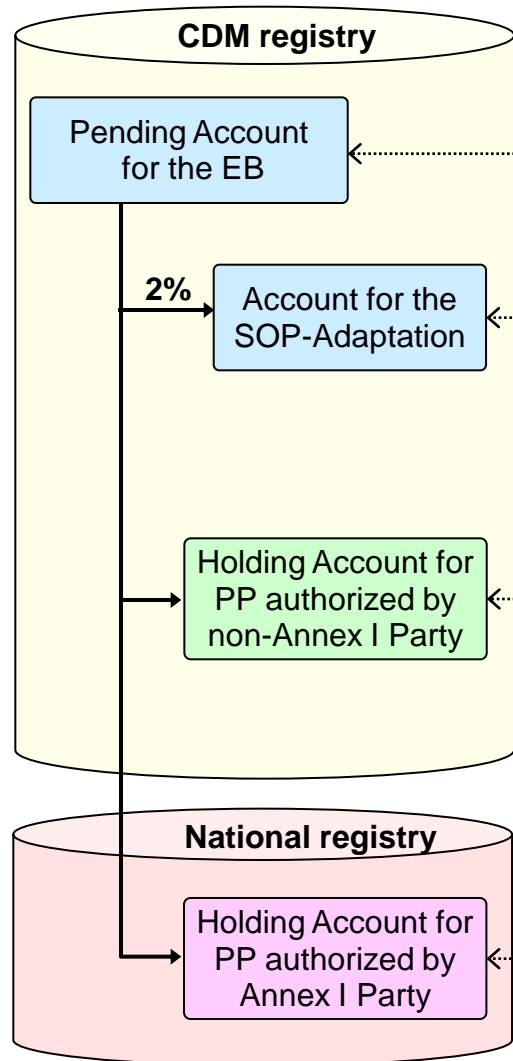 CDM registry
Pending Account
for the EB
2%
Account for the
SOP-Adaptation
Holding Account for
PP authorized by
non-Annex I Party
National registry
Holding Account for
PP authorized by
Annex I Party